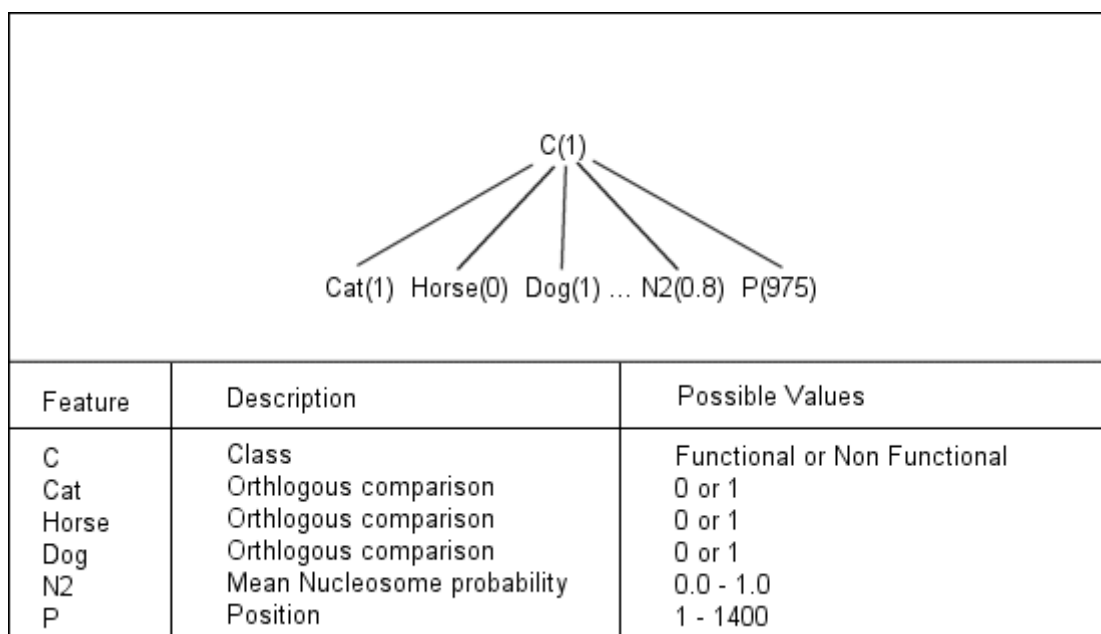 C(1)
Cat(1) Horse(0) Dog(1) ... N2(0.8) P(975)
Feature Description Possible Values
C Class Functional or Non Functional
Cat Orthlogous comparison 0 or 1
Horse Orthlogous comparison 0 or 1
Dog Orthlogous comparison 0 or 1
N2 Mean Nucleosome probability 0.0 - 1.0
P Position 1 - 1400